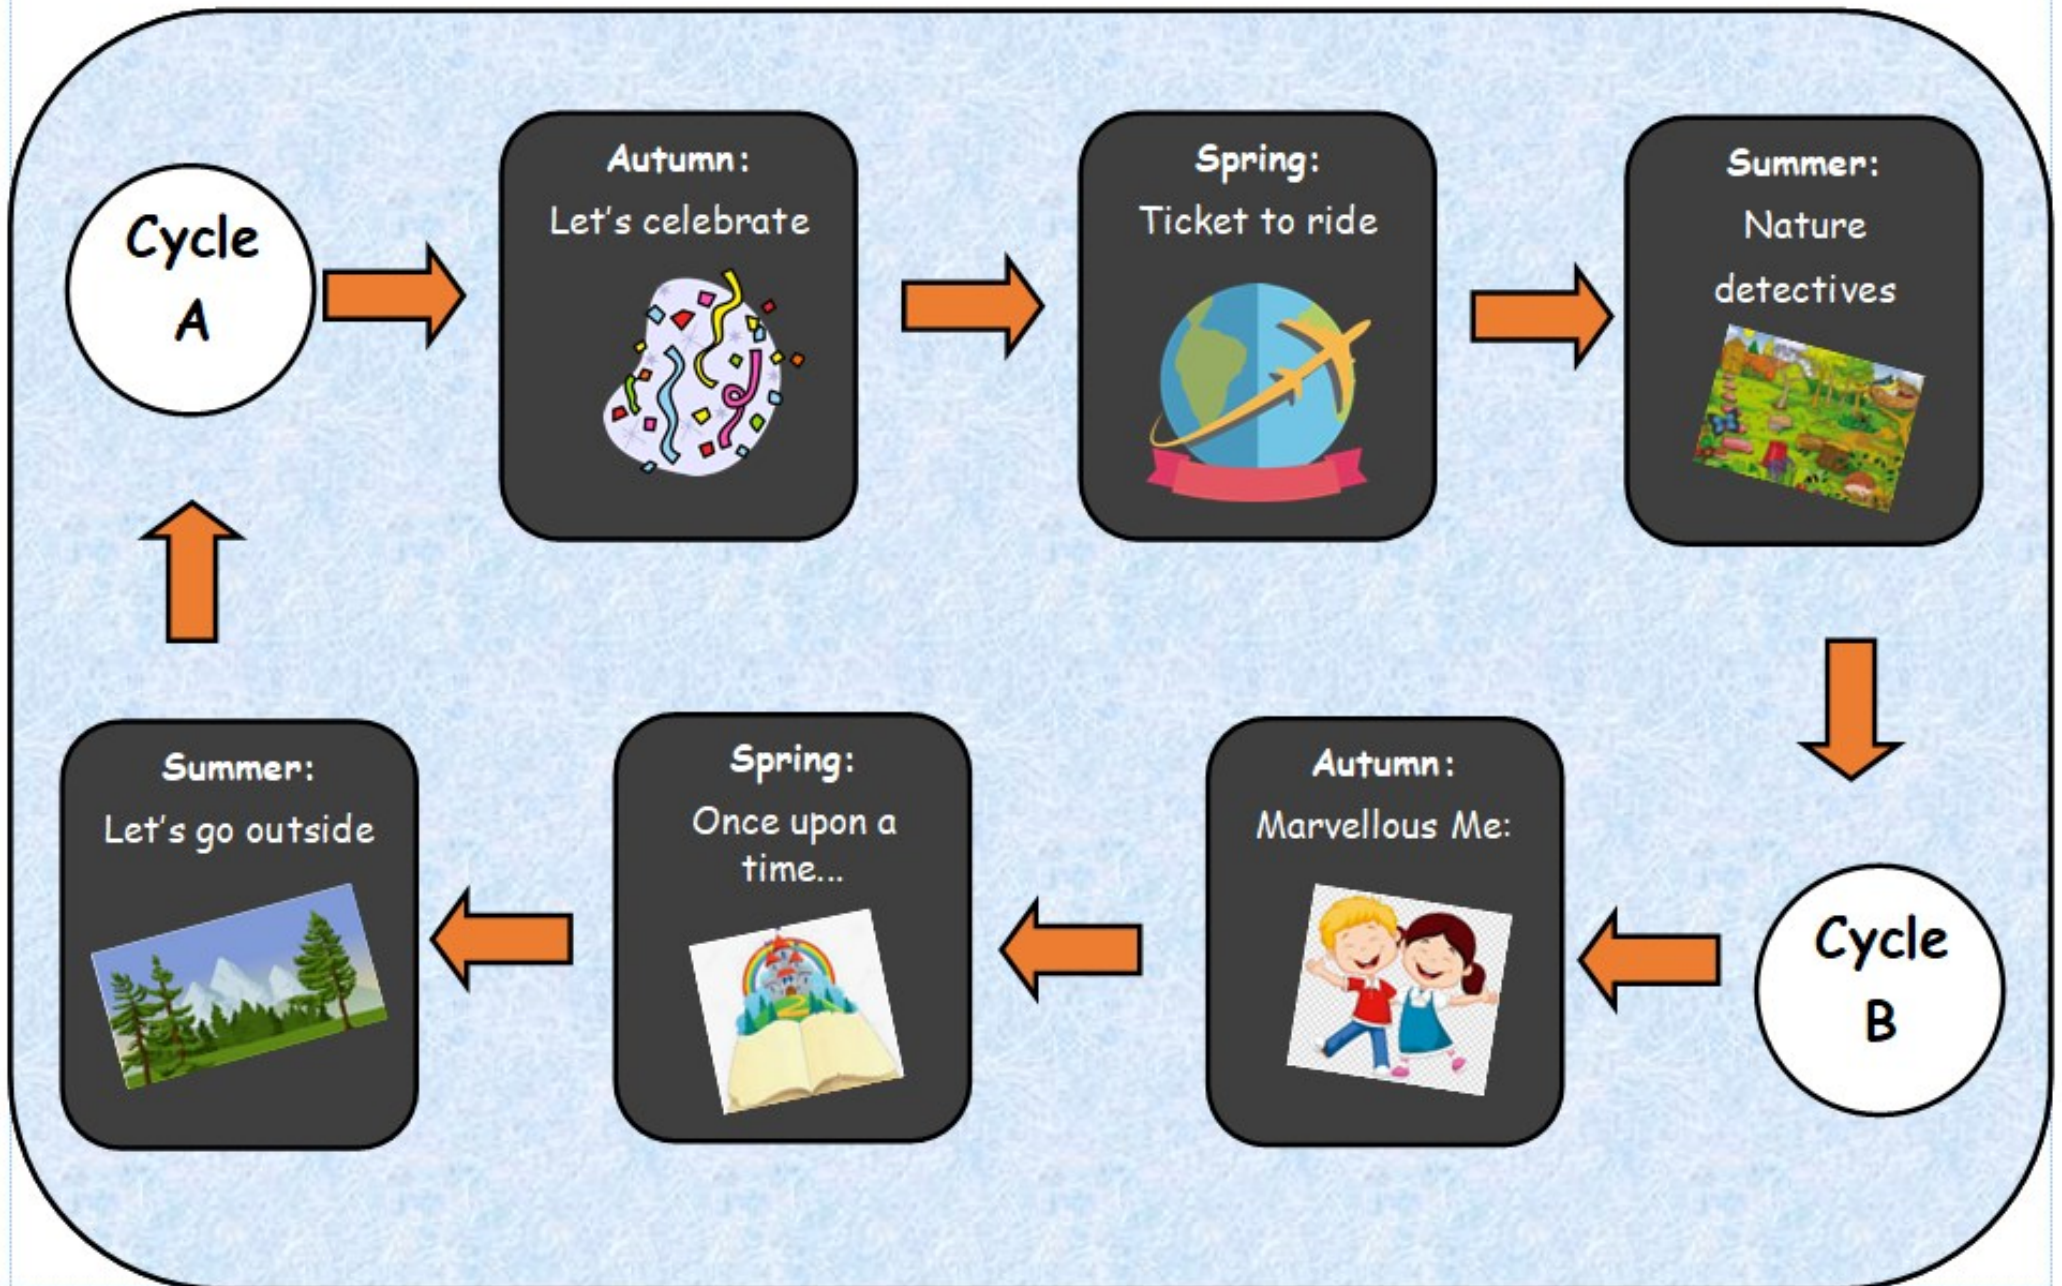 Cycle
A
Autumn:
Let's celebrate
Spring:
Ticket to ride
Summer:
Nature
detectives
Cycle
B
Autumn:
Marvellous Me:
Spring:
Once upon a
time...
Summer:
Let's go outside